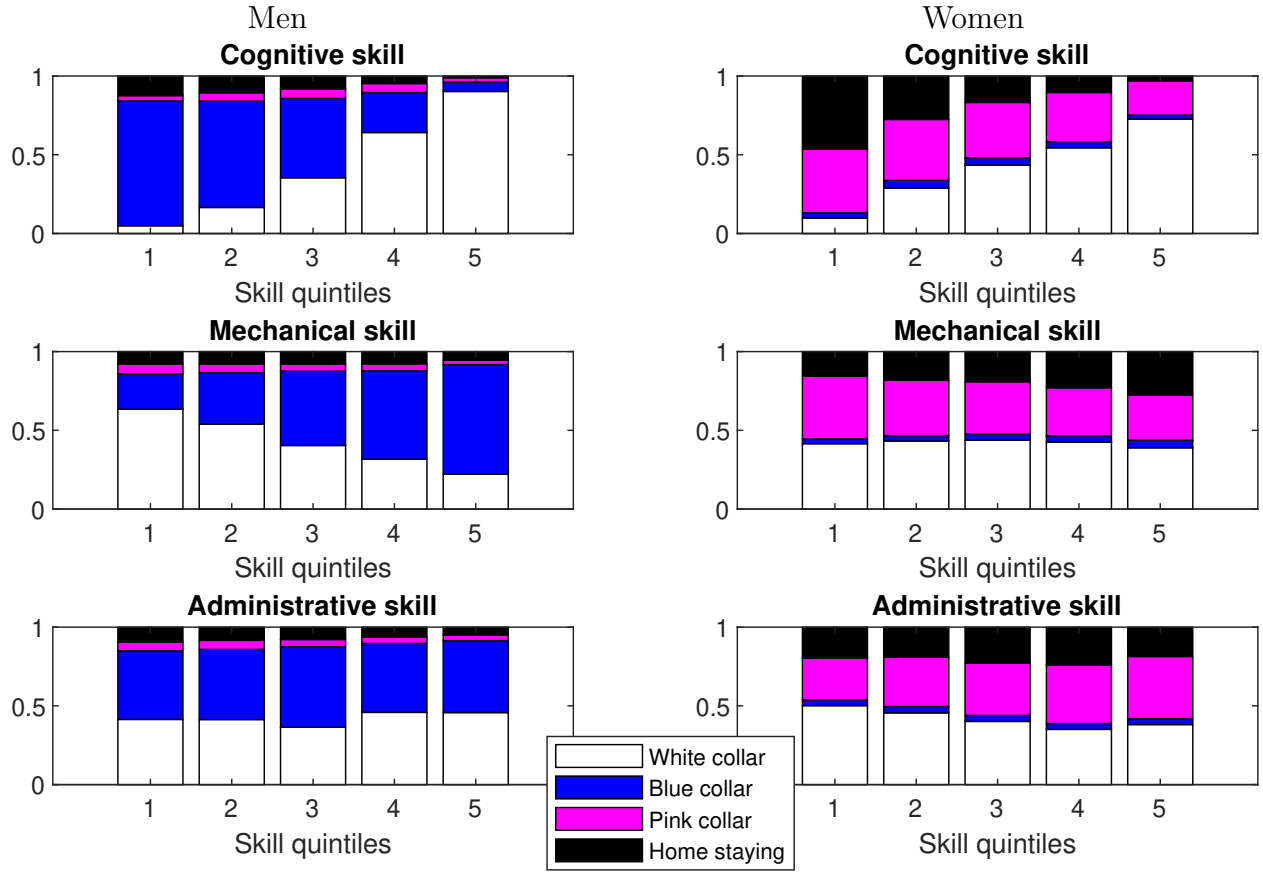 Men
Women
Cognitive skill
Cognitive skill
1
0.5
0
1 2 3 4 5
Skill quintiles
1
0.5
0
1 2 3 4 5
Skill quintiles
Mechanical skill
Mechanical skill
1
0.5
0
1 2 3 4 5
Skill quintiles
1
0.5
0
1 2 3 4 5
Skill quintiles
Administrative skill
Administrative skill
1
0.5
0
1 2 3 4 5
Skill quintiles
1
0.5
0
1 2 3 4 5
Skill quintiles
White collar
Blue collar
Pink collar
Home staying